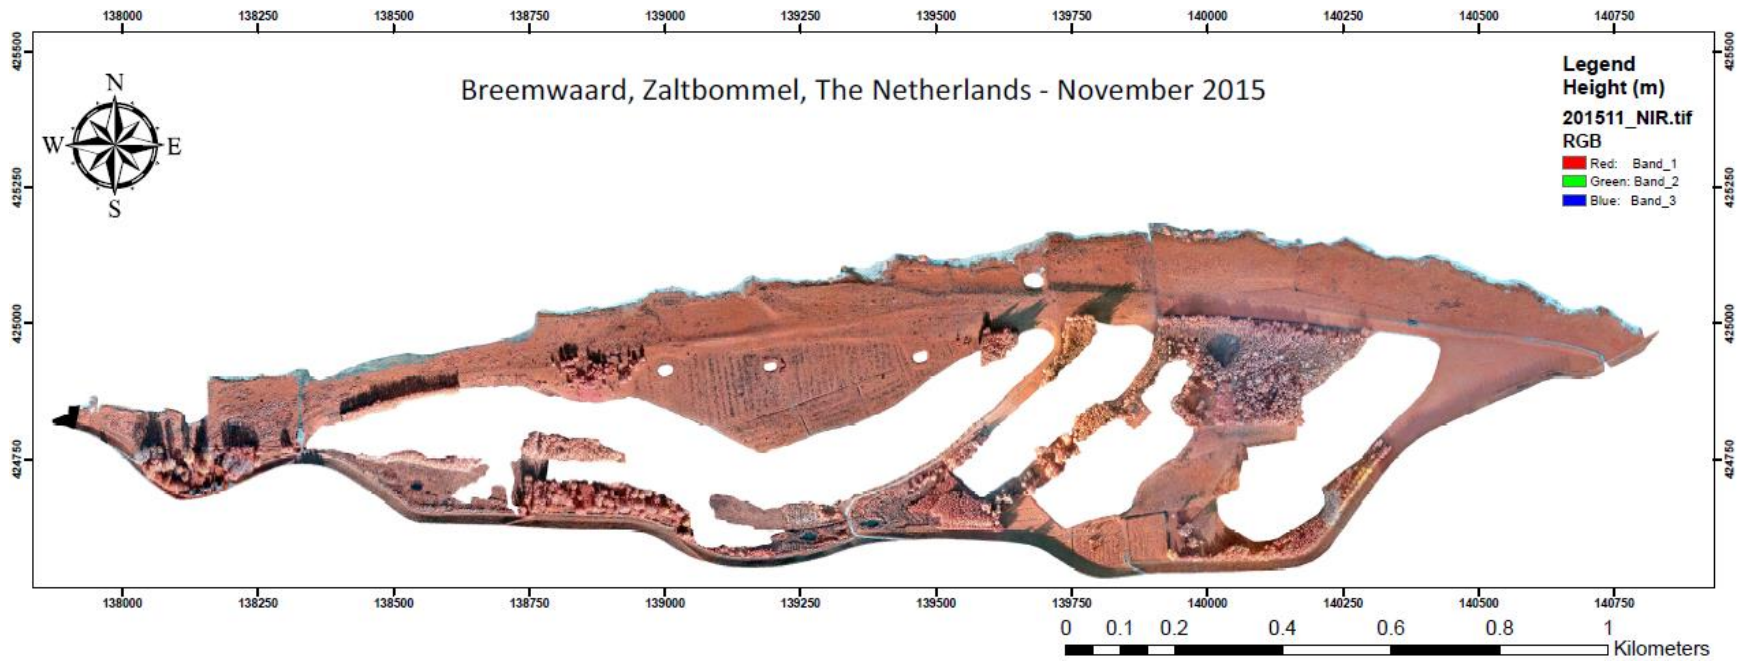 138000 138250 138500 138750 139000 139250 139500 139750 140000 140250 140500 140750
425500 425500
Legend
Height (m)
Breemwaard, Zaltbommel, The Netherlands - November 2015
N
W E
S
201511_NIR.tif
RGB
Red: Band_1
Green: Band_2
Blue: Band_3
425250 425250
425000 425000
424750 424750
138000 138250 138500 138750 139000 139250 139500 139750 140000 140250 140500 140750
0 0.1 0.2 0.4 0.6 0.8 1
Kilometers